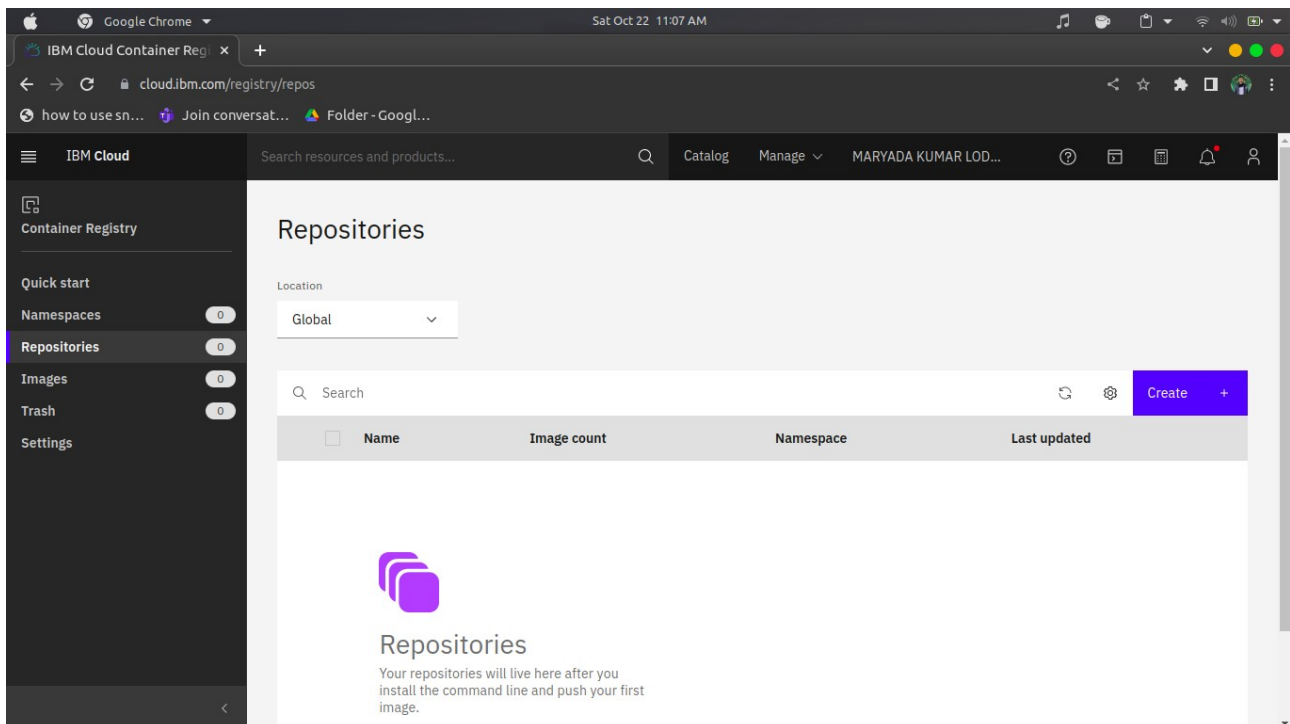 Google Chrome
Sat Oct 22 11:07 AM
IBM Cloud Container Regi
cloud.ibm.com/registry/repos
how to use sn...
Join conversat...
Folder - Googl...
IBM Cloud
Search resources and products...
Catalog
Manage
MARYADA KUMAR LOD...
Container Registry
Quick start
Namespaces 0
Repositories 0
Images 0
Trash 0
Settings
Repositories
Location
Global
Search
Create +
Name Image count Namespace Last updated
Repositories
Your repositories will live here after you
install the command line and push your first
image.